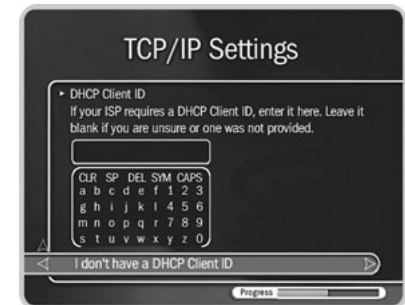 TCP/IP Settings
DHCP Client ID
If your ISP requires a DHCP Client ID, enter it here. Leave it
blank if you are unsure or one was not provided.
CLR SP DEL SYM CAPS
a b c d e f 1 2 3
g h i j k l 4 5 6
m n o p q r 7 8 9
s t u v w x y z 0
I don't have a DHCP Client ID
Progress